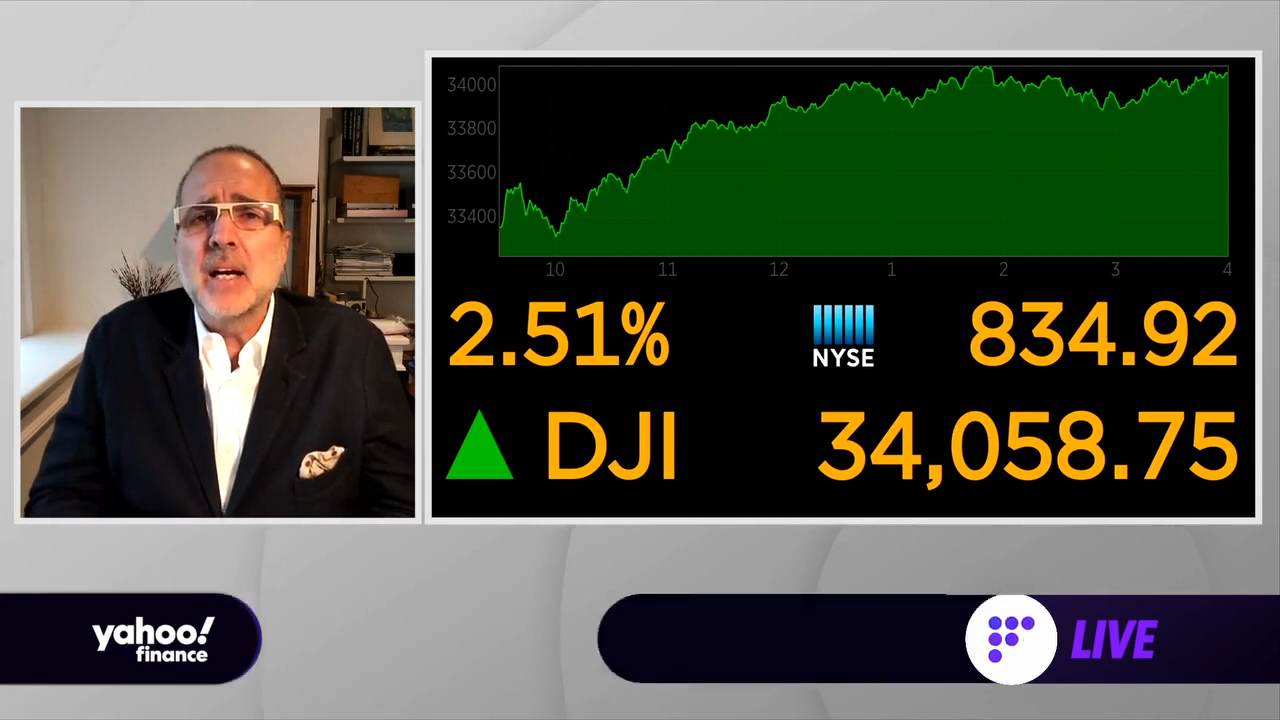 34000
33800
33600
33400
10 11 12 1 2 3 4
2.51% NYSE 834.92
DJI 34,058.75
yahoo!
finance
LIVE